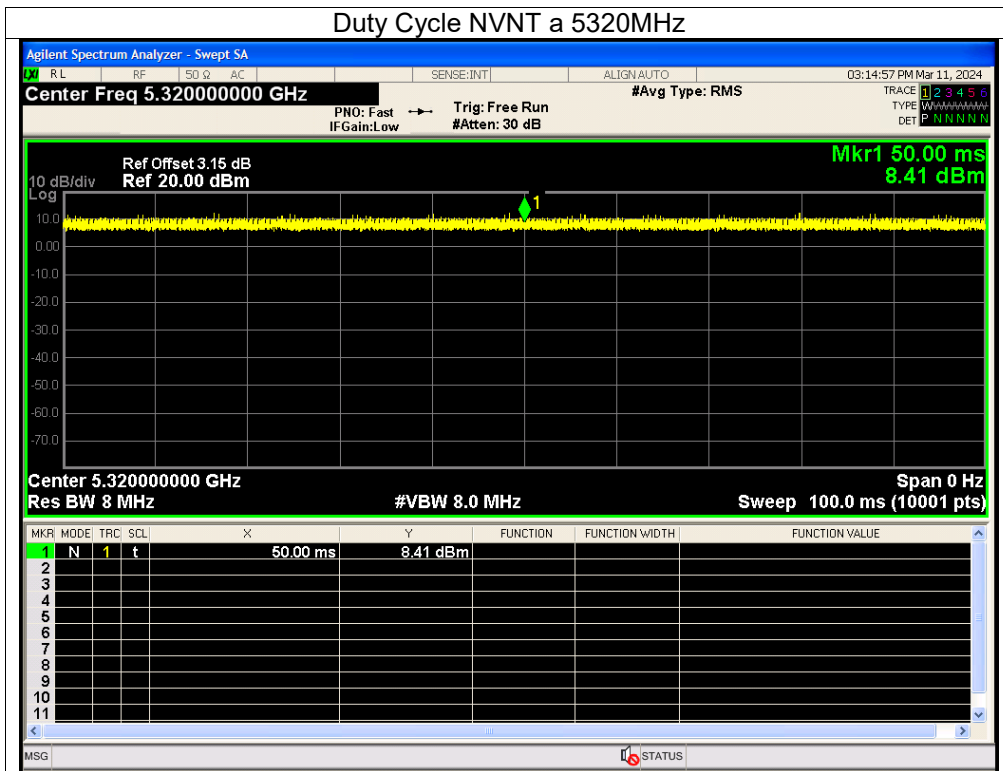 Duty Cycle NVNT a 5320MHz
Agilent Spectrum Analyzer - Swept SA
LXI RL RF 50 Ω AC SENSE:INT ALIGN AUTO 03:14:57 PM Mar 11, 2024
Center Freq 5.320000000 GHz #Avg Type: RMS TRACE 1 2 3 4 5 6
PNO: Fast Trig: Free Run TYPE WWWWWW
IFGain:Low #Atten: 30 dB DET P N N N N N
Mkr1 50.00 ms
8.41 dBm
Ref Offset 3.15 dB
10 dB/div Ref 20.00 dBm
Log
1
10.0
0.00
-10.0
-20.0
-30.0
-40.0
-50.0
-60.0
-70.0
Center 5.320000000 GHz Span 0 Hz
Res BW 8 MHz #VBW 8.0 MHz Sweep 100.0 ms (10001 pts)
MKR MODE TRC SCL X Y FUNCTION FUNCTION WIDTH FUNCTION VALUE
1 N 1 t 50.00 ms 8.41 dBm
2
3
4
5
6
7
8
9
10
11
MSG STATUS